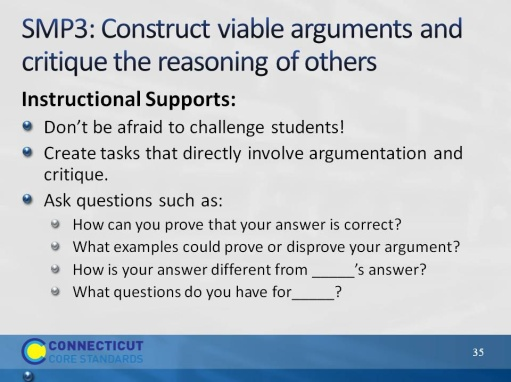 SMP3: Construct viable arguments and
critique the reasoning of others
Instructional Supports:
Don't be afraid to challenge students!
Create tasks that directly involve argumentation and
critique.
Ask questions such as:
How can you prove that your answer is correct?
What examples could prove or disprove your argument?
How is your answer different from _____'s answer?
What questions do you have for_____?
CONNECTICUT
CORE STANDARDS
35